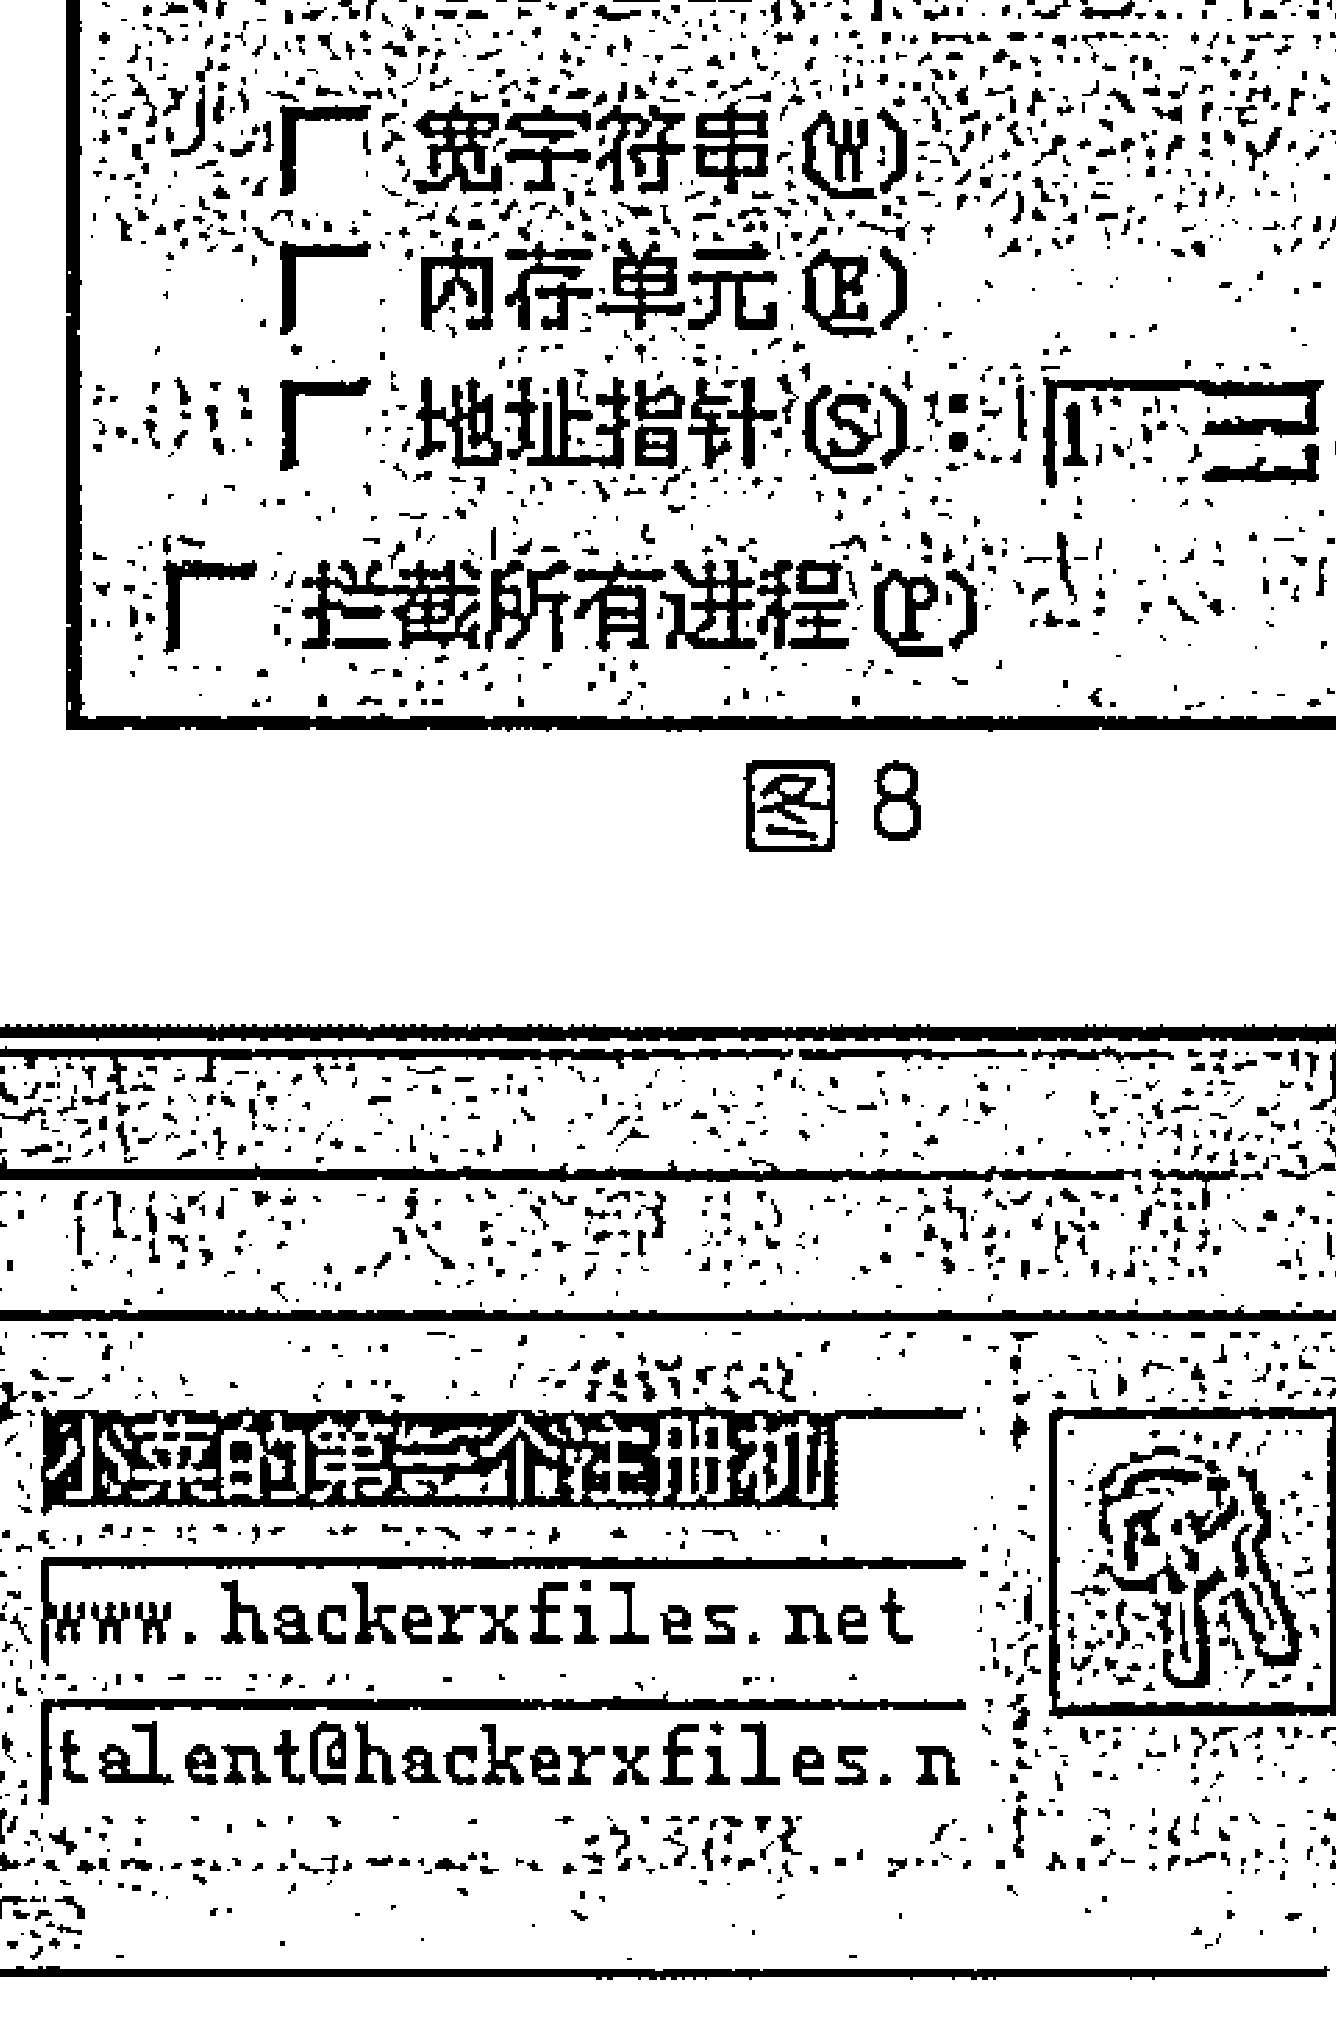 宽字符串(W)
内存单元(E)
地址指针(S): 1
拦截所有进程(P)
图 8
小菜的第一个注册机
www.hackerxfiles.net
talent@hackerxfiles.n